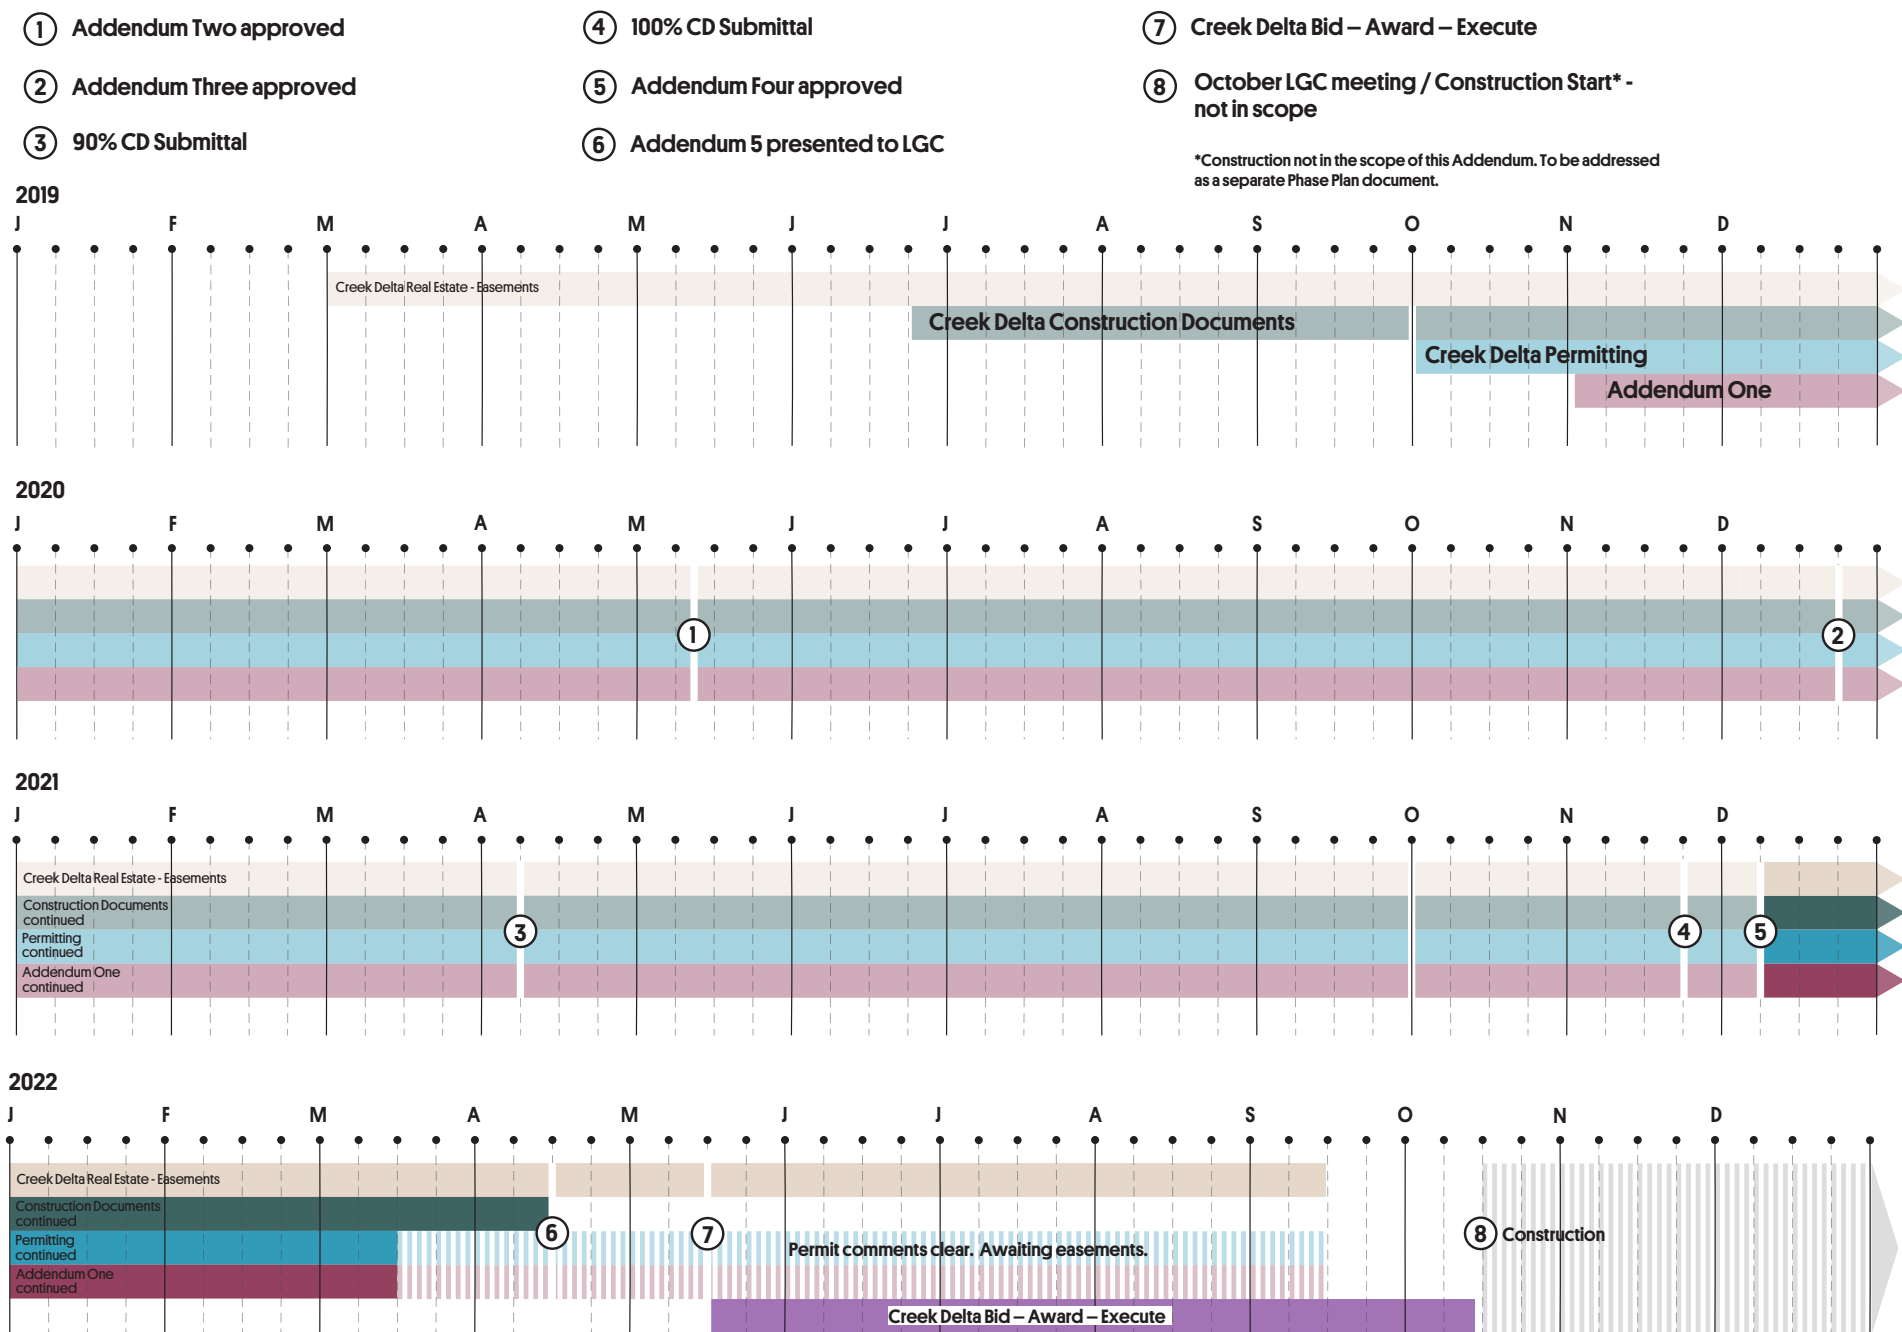 1 Addendum Two approved
2 Addendum Three approved
3 90% CD Submittal
4 100% CD Submittal
5 Addendum Four approved
6 Addendum 5 presented to LGC
7 Creek Delta Bid – Award – Execute
8 October LGC meeting / Construction Start* -
not in scope
*Construction not in the scope of this Addendum. To be addressed
as a separate Phase Plan document.
2019
J F M A M J J A S O N D
Creek Delta Real Estate - Easements
Creek Delta Construction Documents
Creek Delta Permitting
Addendum One
2020
J F M A M J J A S O N D
1 2
2021
J F M A M J J A S O N D
Creek Delta Real Estate - Easements
Construction Documents
continued
Permitting
continued
Addendum One
continued
3 4 5
2022
J F M A M J J A S O N D
Creek Delta Real Estate - Easements
Construction Documents
continued
Permitting
continued
Addendum One
continued
6 7
Permit comments clear. Awaiting easements.
8 Construction
Creek Delta Bid – Award – Execute